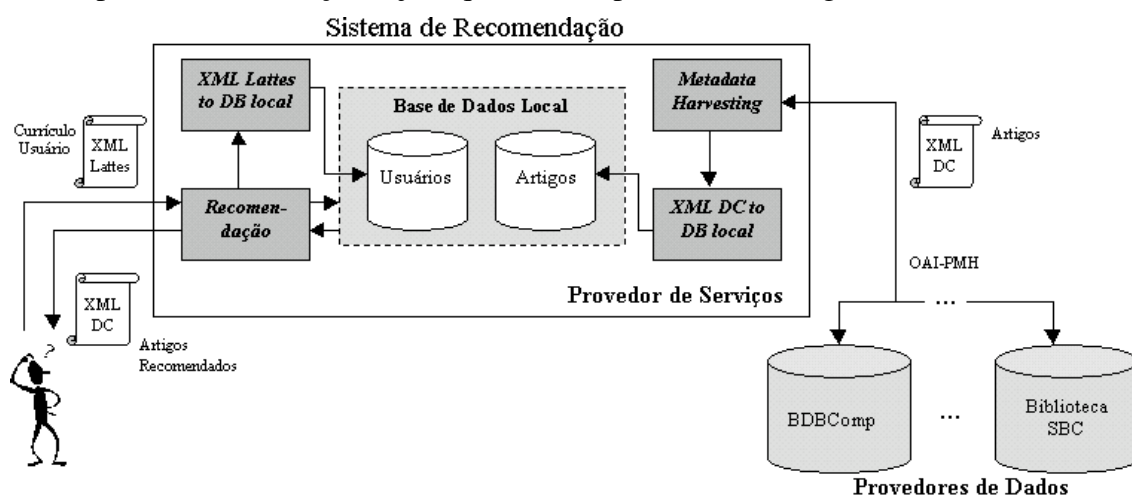 Sistema de Recomendação
XML Lattes
to DB local
Metadata
Harvesting
Base de Dados Local
Currículo
Usuário
XML
Lattes
Artigos
XML
DC
Usuários
Artigos
Recomen-
dação
XML DC to
DB local
OAI-PMH
Provedor de Serviços
XML
DC
...
Artigos
Recomendados
?
BDBComp
...
Biblioteca
SBC
Provedores de Dados